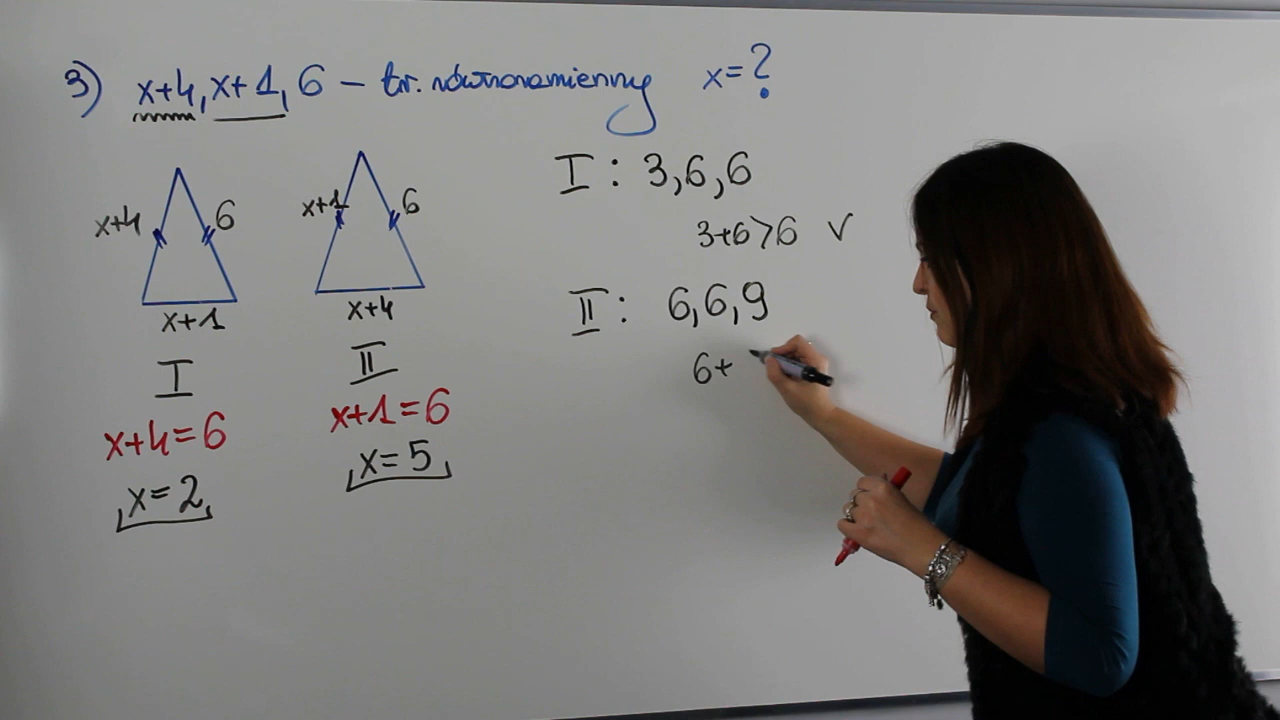 3) x+4, x+1, 6 – tr. równoramienny x=?
x+4 6
x+1
I
x+4=6
x=2
x+1 6
x+4
II
x+1=6
x=5
I: 3,6,6
3+6>6 v
II: 6,6,9
6+